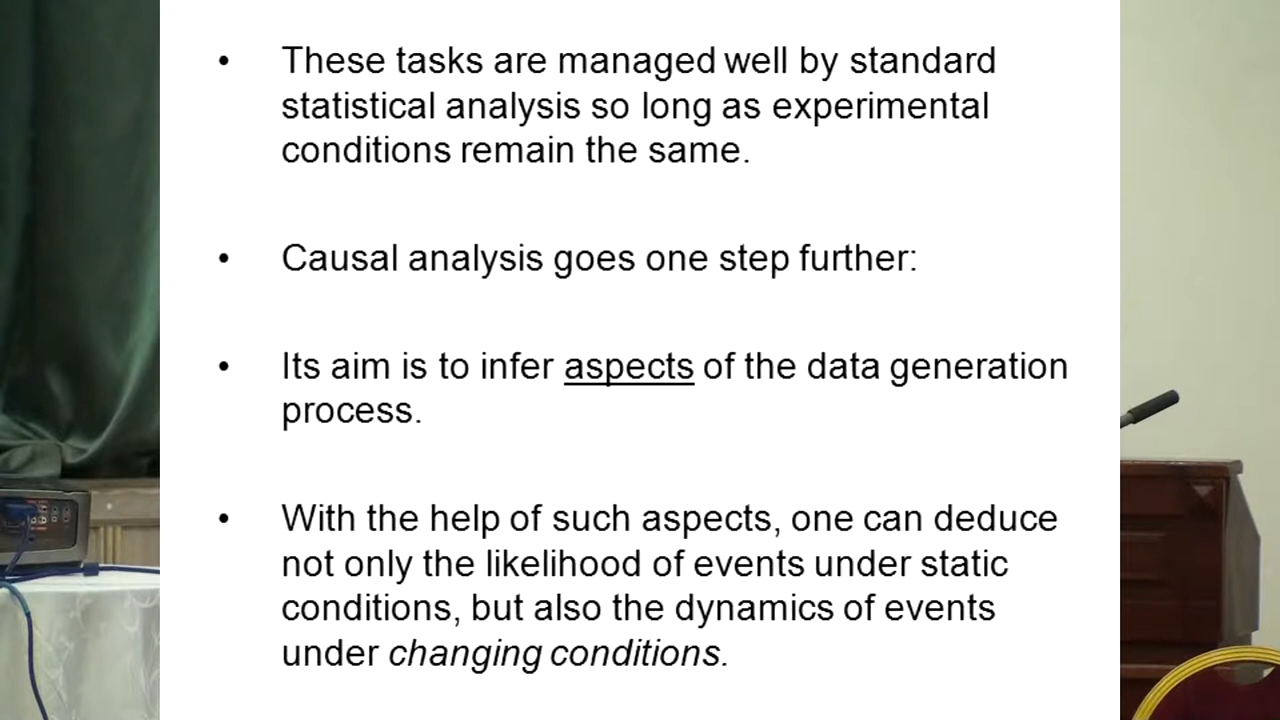 • These tasks are managed well by standard
statistical analysis so long as experimental
conditions remain the same.
• Causal analysis goes one step further:
• Its aim is to infer aspects of the data generation
process.
• With the help of such aspects, one can deduce
not only the likelihood of events under static
conditions, but also the dynamics of events
under changing conditions.